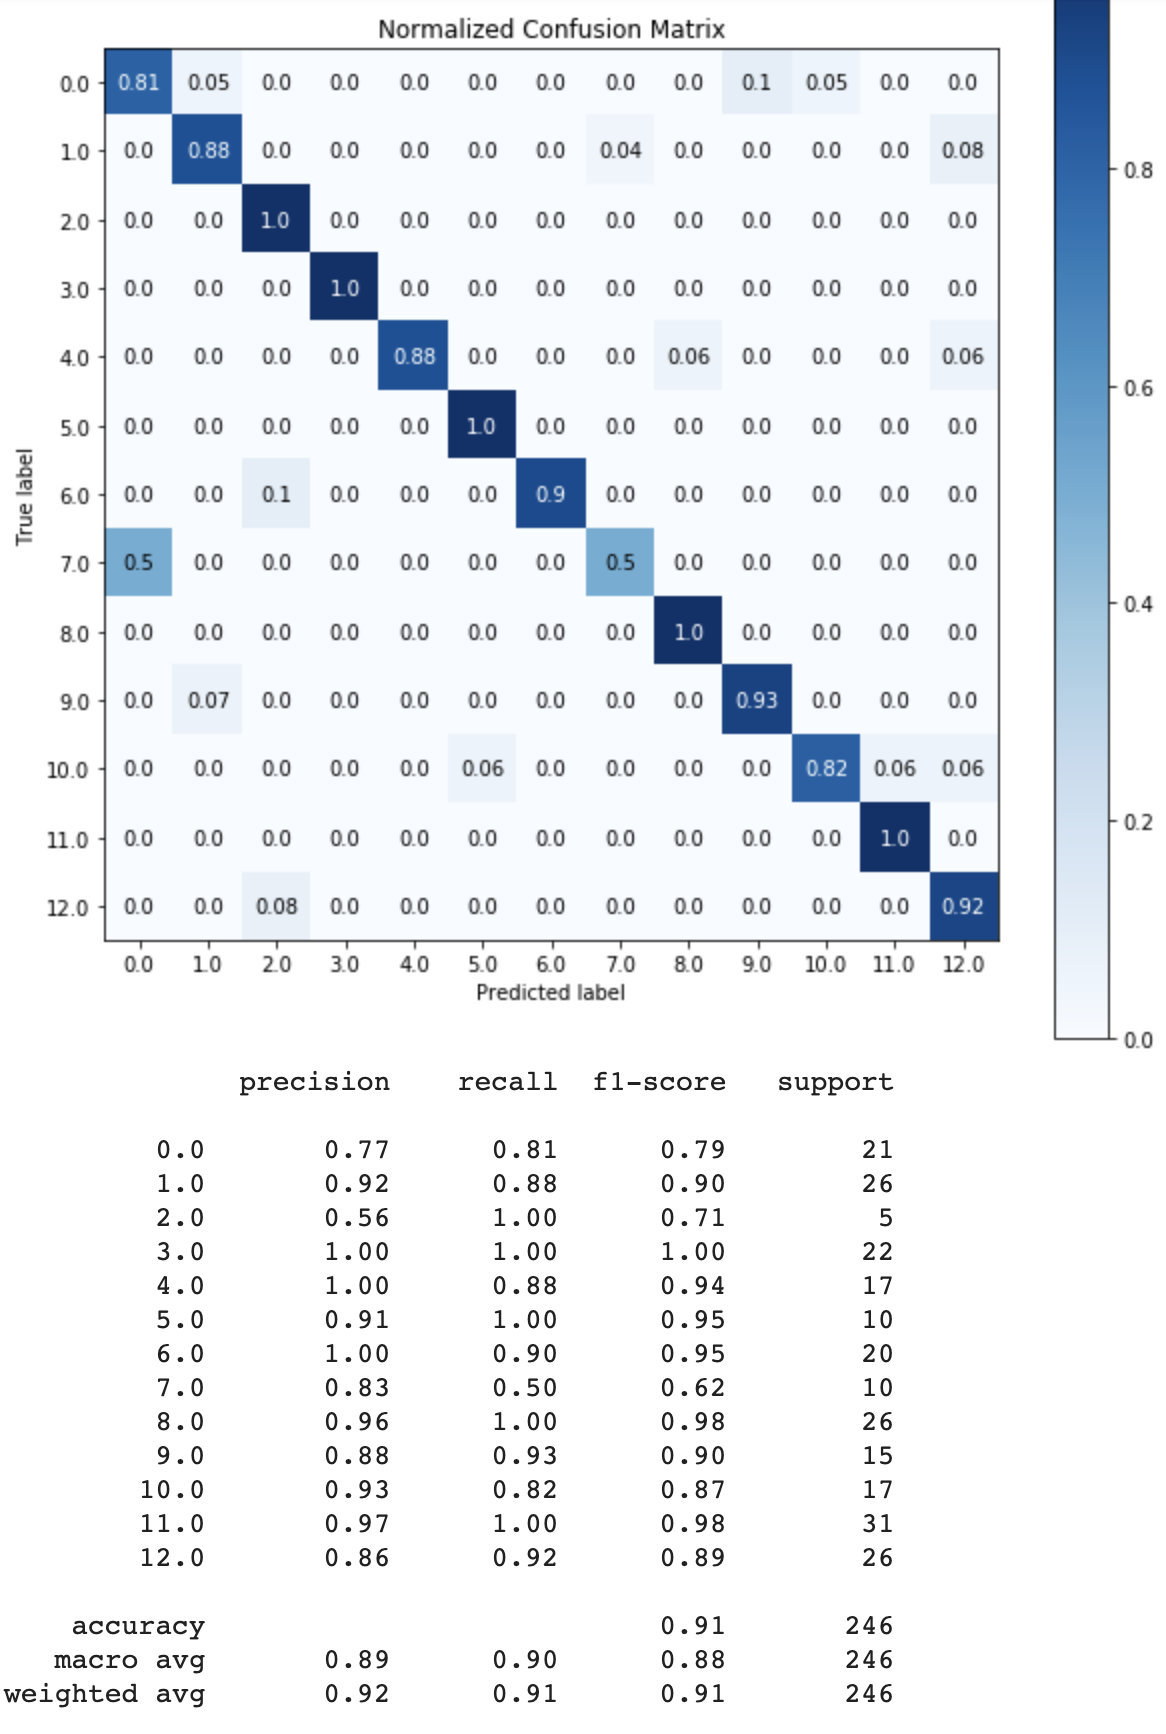 Normalized Confusion Matrix
0.0 0.81 0.05 0.0 0.0 0.0 0.0 0.0 0.0 0.0 0.1 0.05 0.0 0.0
1.0 0.0 0.88 0.0 0.0 0.0 0.0 0.0 0.04 0.0 0.0 0.0 0.0 0.08
0.8
2.0 0.0 0.0 1.0 0.0 0.0 0.0 0.0 0.0 0.0 0.0 0.0 0.0 0.0
3.0 0.0 0.0 0.0 1.0 0.0 0.0 0.0 0.0 0.0 0.0 0.0 0.0 0.0
4.0 0.0 0.0 0.0 0.0 0.88 0.0 0.0 0.0 0.06 0.0 0.0 0.0 0.06
0.6
5.0 0.0 0.0 0.0 0.0 0.0 1.0 0.0 0.0 0.0 0.0 0.0 0.0 0.0
True label
6.0 0.0 0.0 0.1 0.0 0.0 0.0 0.9 0.0 0.0 0.0 0.0 0.0 0.0
7.0 0.5 0.0 0.0 0.0 0.0 0.0 0.0 0.5 0.0 0.0 0.0 0.0 0.0
0.4
8.0 0.0 0.0 0.0 0.0 0.0 0.0 0.0 0.0 1.0 0.0 0.0 0.0 0.0
9.0 0.0 0.07 0.0 0.0 0.0 0.0 0.0 0.0 0.0 0.93 0.0 0.0 0.0
10.0 0.0 0.0 0.0 0.0 0.0 0.06 0.0 0.0 0.0 0.0 0.82 0.06 0.06
0.2
11.0 0.0 0.0 0.0 0.0 0.0 0.0 0.0 0.0 0.0 0.0 0.0 1.0 0.0
12.0 0.0 0.0 0.08 0.0 0.0 0.0 0.0 0.0 0.0 0.0 0.0 0.0 0.92
0.0 1.0 2.0 3.0 4.0 5.0 6.0 7.0 8.0 9.0 10.0 11.0 12.0
Predicted label
0.0
precision recall f1-score support
0.0 0.77 0.81 0.79 21
1.0 0.92 0.88 0.90 26
2.0 0.56 1.00 0.71 5
3.0 1.00 1.00 1.00 22
4.0 1.00 0.88 0.94 17
5.0 0.91 1.00 0.95 10
6.0 1.00 0.90 0.95 20
7.0 0.83 0.50 0.62 10
8.0 0.96 1.00 0.98 26
9.0 0.88 0.93 0.90 15
10.0 0.93 0.82 0.87 17
11.0 0.97 1.00 0.98 31
12.0 0.86 0.92 0.89 26
accuracy 0.91 246
macro avg 0.89 0.90 0.88 246
weighted avg 0.92 0.91 0.91 246